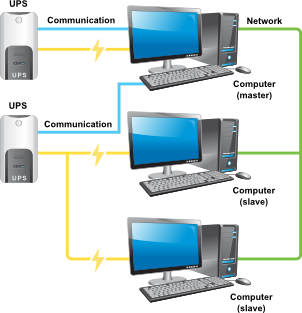 UPS
Communication
Network
UPS
Computer
(master)
UPS
Communication
UPS
Computer
(slave)
Computer
(slave)